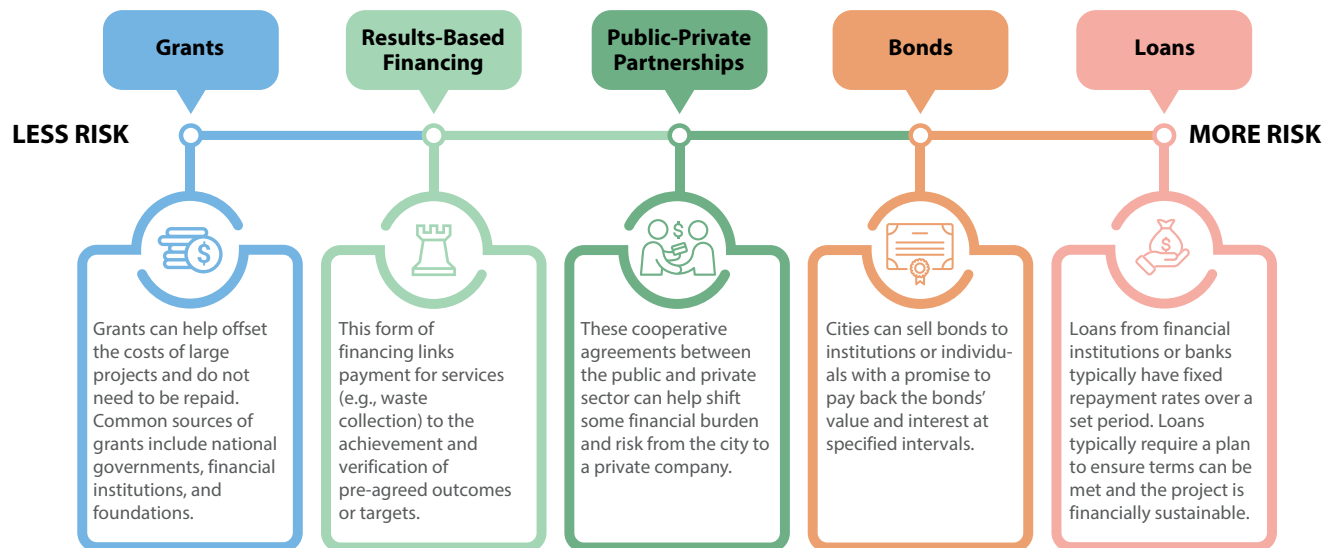 Grants
Results-Based
Financing
Public-Private
Partnerships
Bonds
Loans
LESS RISK
MORE RISK
$
Grants can help offset
the costs of large
projects and do not
need to be repaid.
Common sources of
grants include national
governments, financial
institutions, and
foundations.
This form of
financing links
payment for services
(e.g., waste
collection) to the
achievement and
verification of
pre-agreed outcomes
or targets.
$
These cooperative
agreements between
the public and private
sector can help shift
some financial burden
and risk from the city to
a private company.
Cities can sell bonds to
institutions or individu-
als with a promise to
pay back the bonds’
value and interest at
specified intervals.
$
Loans from financial
institutions or banks
typically have fixed
repayment rates over a
set period. Loans
typically require a plan
to ensure terms can be
met and the project is
financially sustainable.